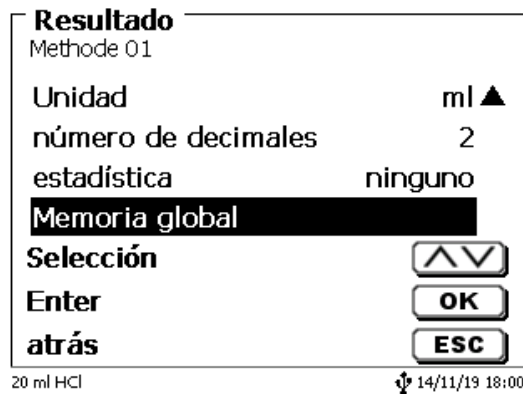 Resultado
Methode 01
Unidad ml
número de decimales 2
estadística ninguno
Memoria global
Selección
Enter OK
atrás ESC
20 ml HCl 14/11/19 18:00